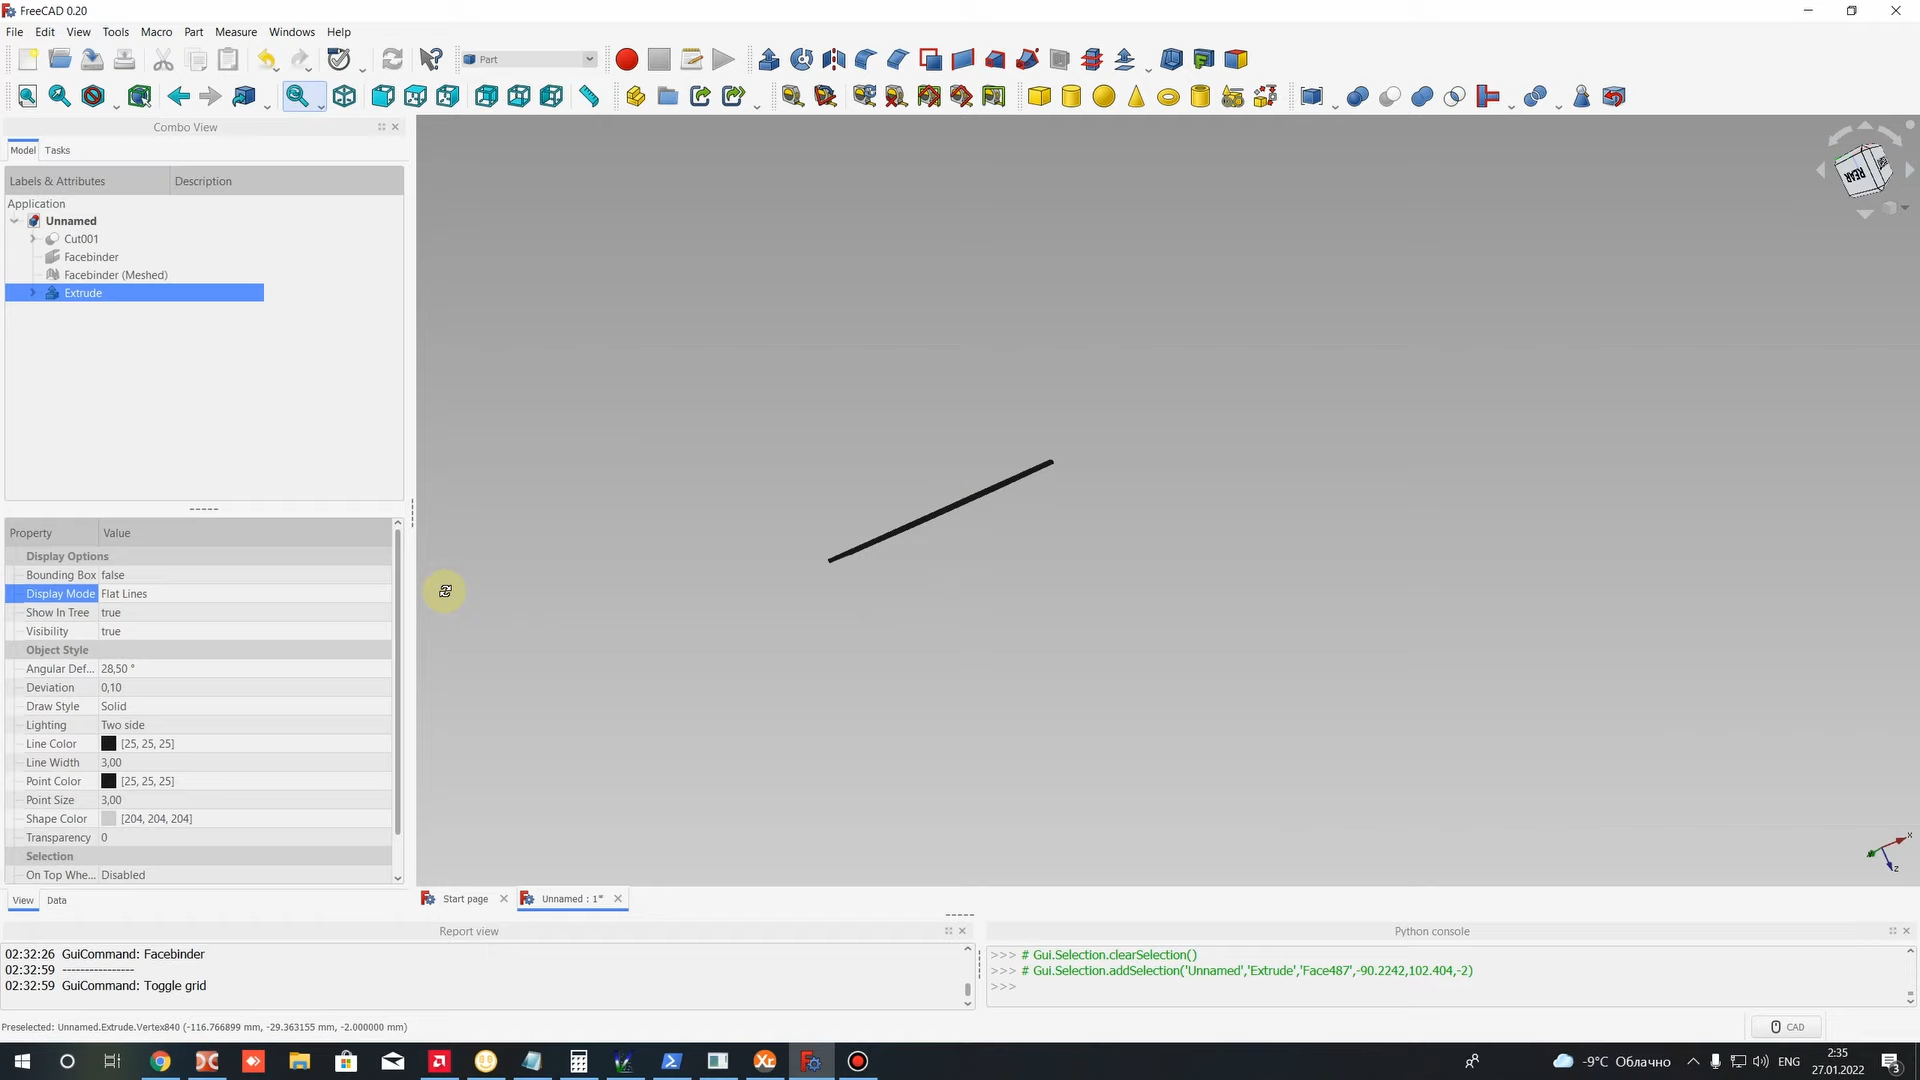 FreeCAD 0.20
File Edit View Tools Macro Part Measure Windows Help
Part
Combo View
Model Tasks
Labels & Attributes Description
Application
Unnamed
Cut001
Facebinder
Facebinder (Meshed)
Extrude
REAR
Property Value
Display Options
Bounding Box false
Display Mode Flat Lines
Show In Tree true
Visibility true
Object Style
Angular Def... 28,50 °
Deviation 0,10
Draw Style Solid
Lighting Two side
Line Color [25, 25, 25]
Line Width 3,00
Point Color [25, 25, 25]
Point Size 3,00
Shape Color [204, 204, 204]
Transparency 0
Selection
On Top Whe... Disabled
X
Z
View Data
Start page Unnamed : 1*
Report view
02:32:26 GuiCommand: Facebinder
02:32:59 ----------------
02:32:59 GuiCommand: Toggle grid
Python console
>>> # Gui.Selection.clearSelection()
>>> # Gui.Selection.addSelection('Unnamed','Extrude','Face487',-90.2242,102.404,-2)
>>>
Preselected: Unnamed.Extrude.Vertex840 (-116.766899 mm, -29.363155 mm, -2.000000 mm)
CAD
-9°C Облачно
ENG
2:35
27.01.2022
3